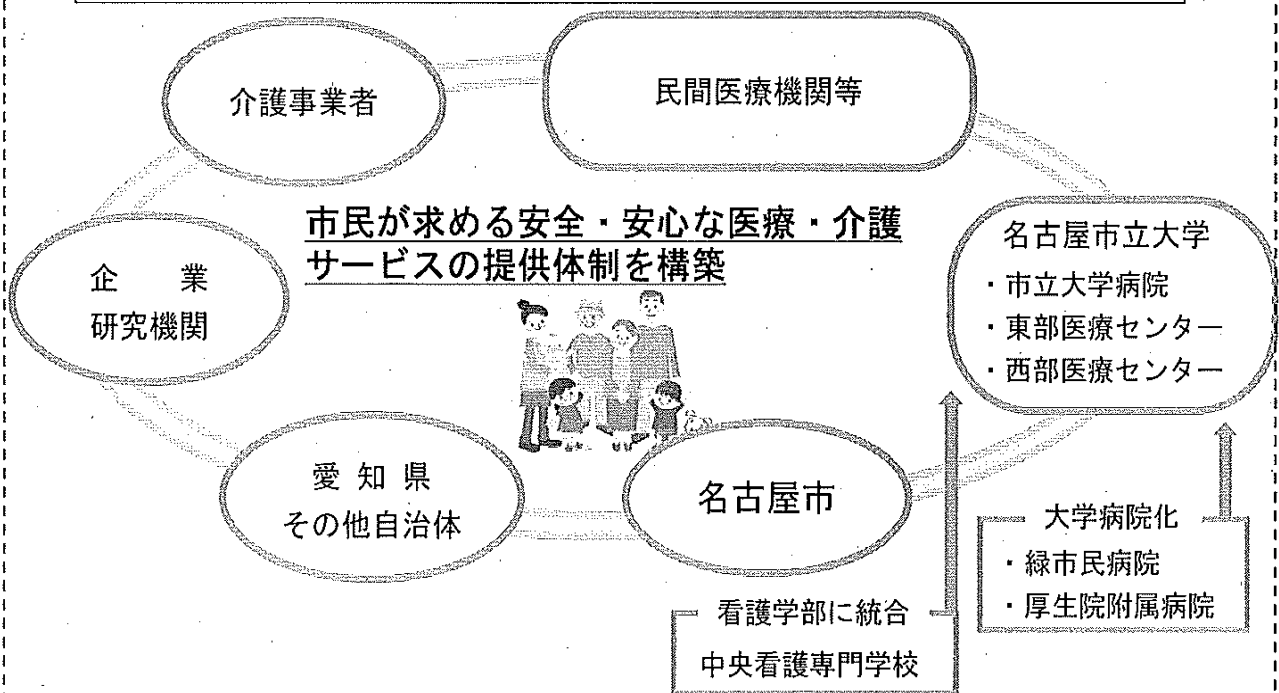 介護事業者
民間医療機関等
市民が求める安全・安心な医療・介護
サービスの提供体制を構築
名古屋市立大学
・市立大学病院
・東部医療センター
・西部医療センター
企　業
研究機関
愛知県
その他自治体
名古屋市
大学病院化
・緑市民病院
・厚生院附属病院
看護学部に統合
中央看護専門学校